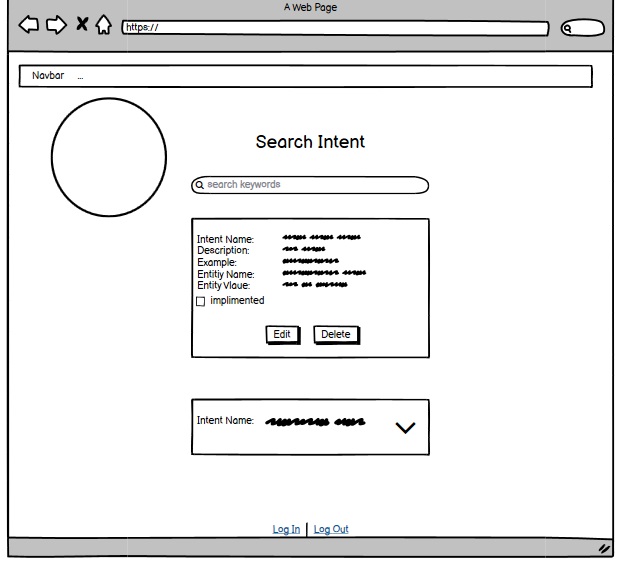 A Web Page
https://
Navbar ...
Search Intent
search keywords
Intent Name:
Description:
Example:
Entitiy Name:
Entity Vlaue:
implimented
Edit Delete
Intent Name:
Log In | Log Out